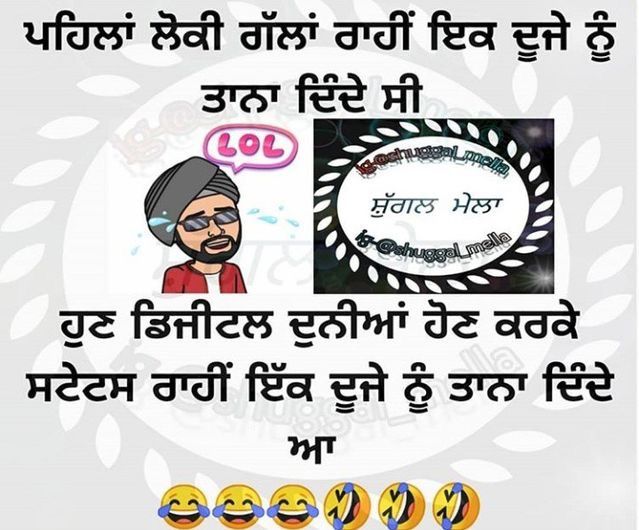 ਪਹਿਲਾਂ ਲੋਕੀ ਗੱਲਾਂ ਰਾਹੀਂ ਇਕ ਦੂਜੇ ਨੂੰ
ਤਾਨਾ ਦਿੰਦੇ ਸੀ
LOL
ig-@shuggal_mella
ਸ਼ੁੱਗਲ ਮੇਲਾ
ig-@shuggal_mella
ਹੁਣ ਡਿਜੀਟਲ ਦੁਨੀਆਂ ਹੋਣ ਕਰਕੇ
ਸਟੇਟਸ ਰਾਹੀਂ ਇੱਕ ਦੂਜੇ ਨੂੰ ਤਾਨਾ ਦਿੰਦੇ
ਆ
😂😂😂🤣🤣🤣